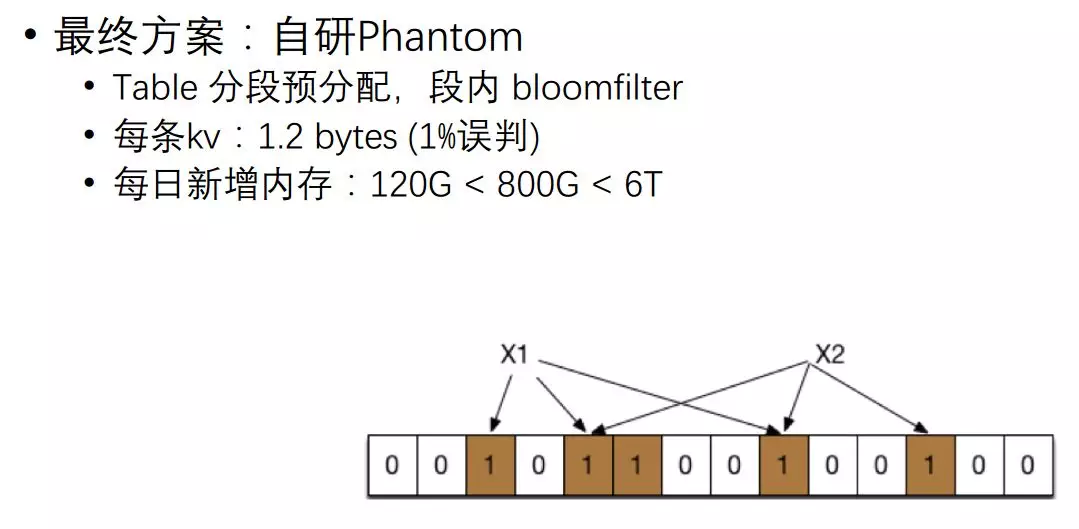 • 最终方案：自研Phantom
• Table 分段预分配，段内 bloomfilter
• 每条kv：1.2 bytes (1%误判)
• 每日新增内存：120G < 800G < 6T
X1 X2
0 0 1 0 1 1 0 0 1 0 0 1 0 0